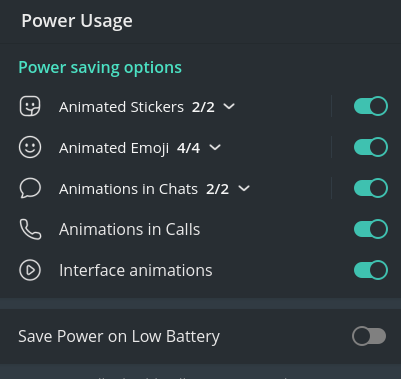 Power Usage
Power saving options
Animated Stickers 2/2
Animated Emoji 4/4
Animations in Chats 2/2
Animations in Calls
Interface animations
Save Power on Low Battery